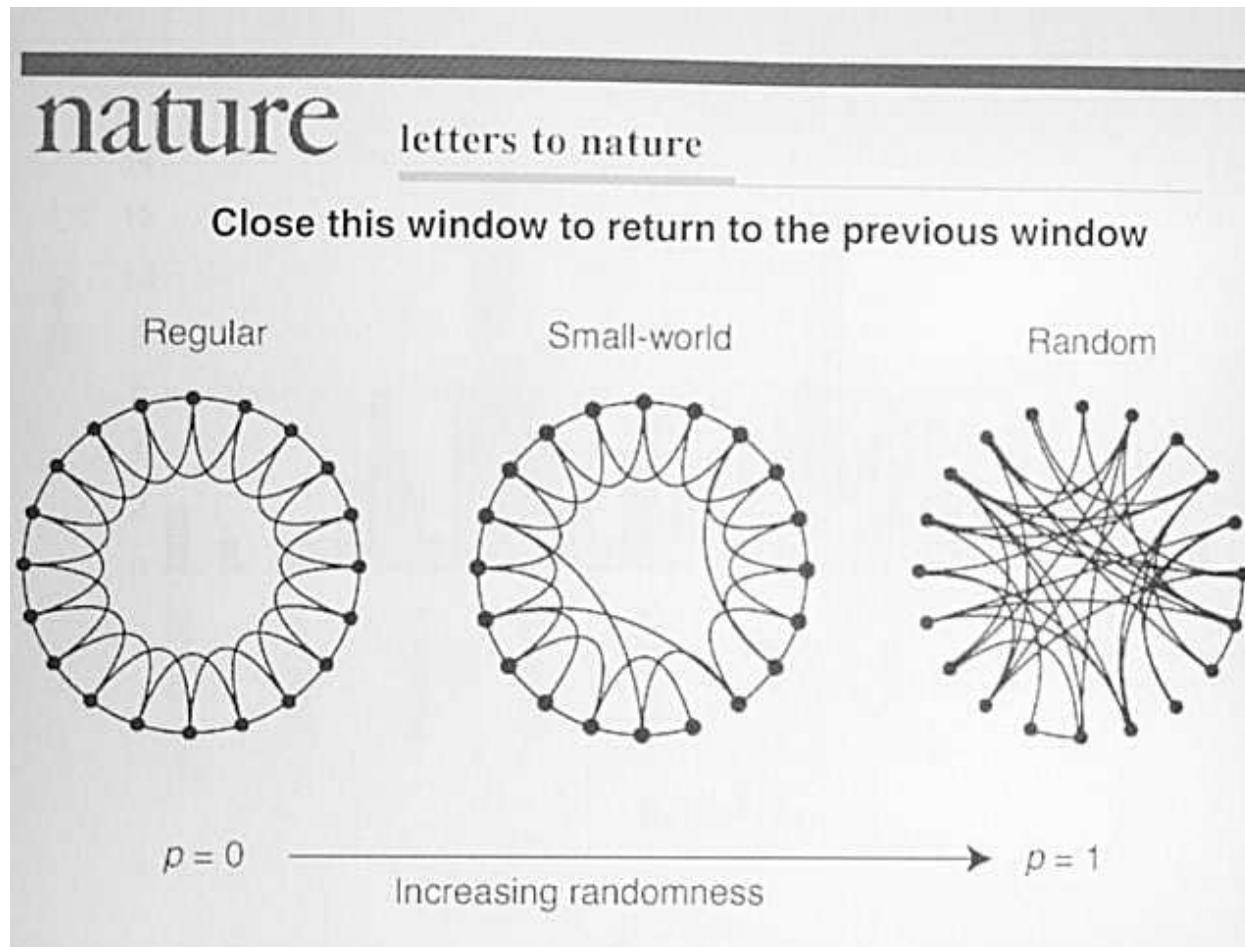 nature
letters to nature
Close this window to return to the previous window
Regular
Small-world
Random
p = 0
p = 1
Increasing randomness